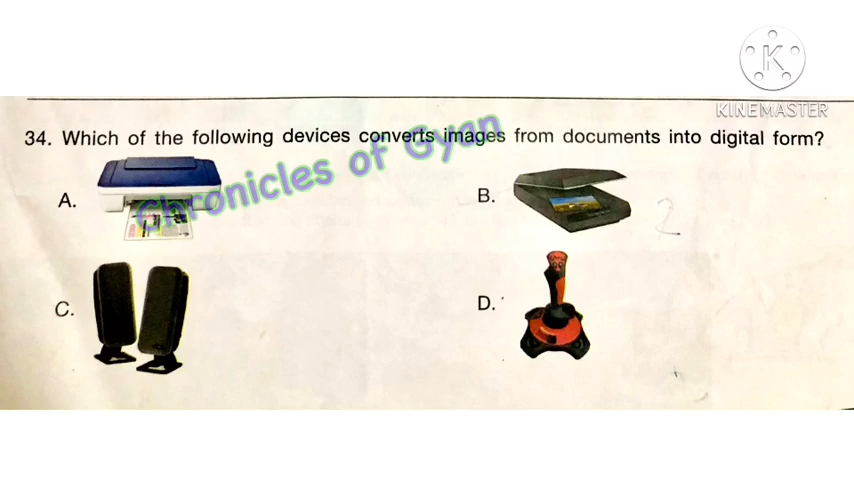 K
KINEMASTER
34. Which of the following devices converts images from documents into digital form?
Chronicles of Gyan
A.
B.
2
C.
D.